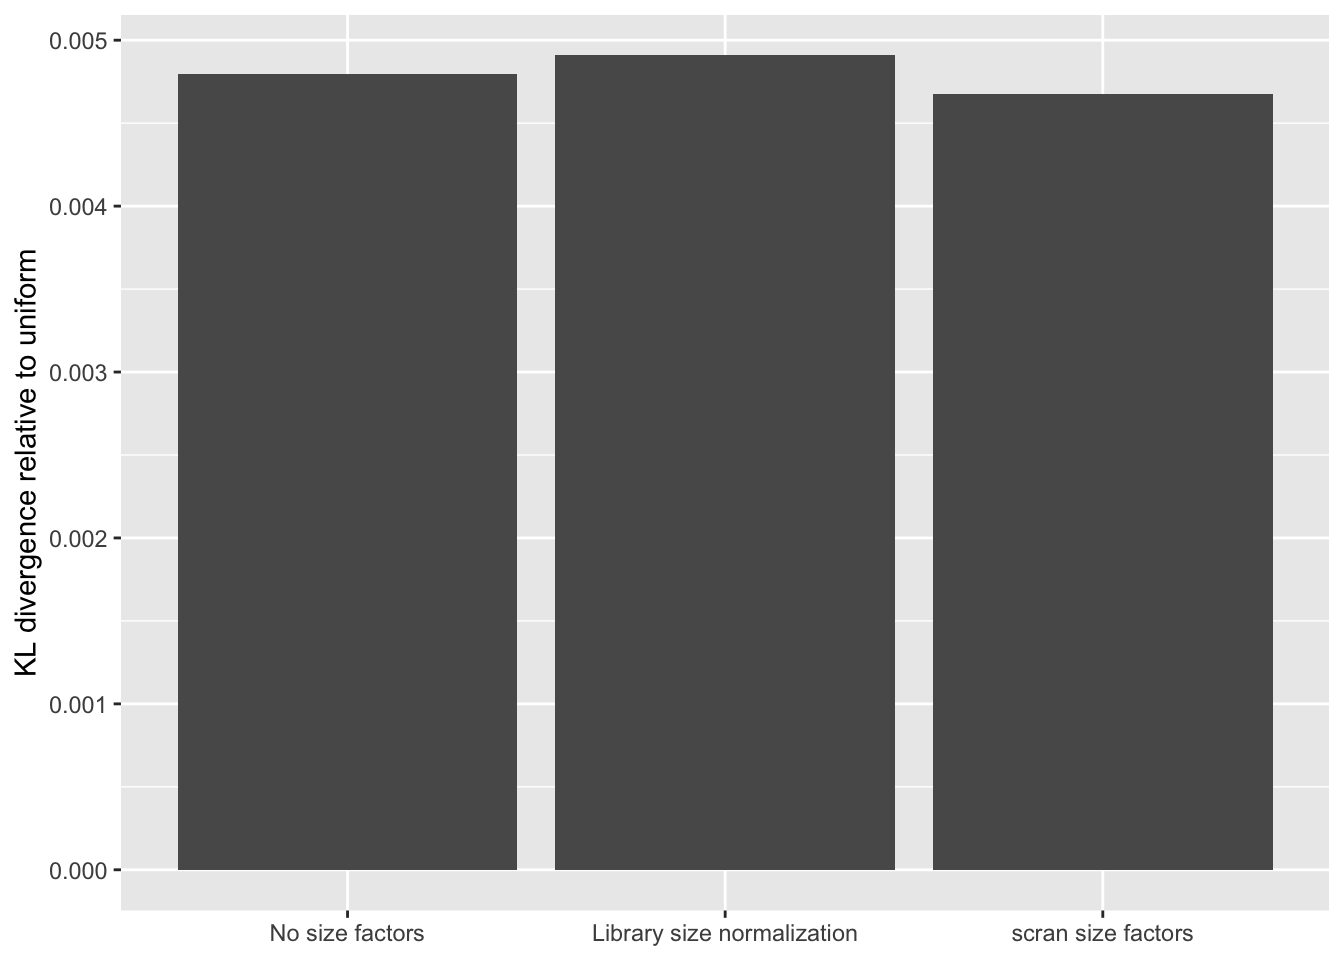 KL divergence relative to uniform
0.005
0.004
0.003
0.002
0.001
0.000
No size factors
Library size normalization
scran size factors